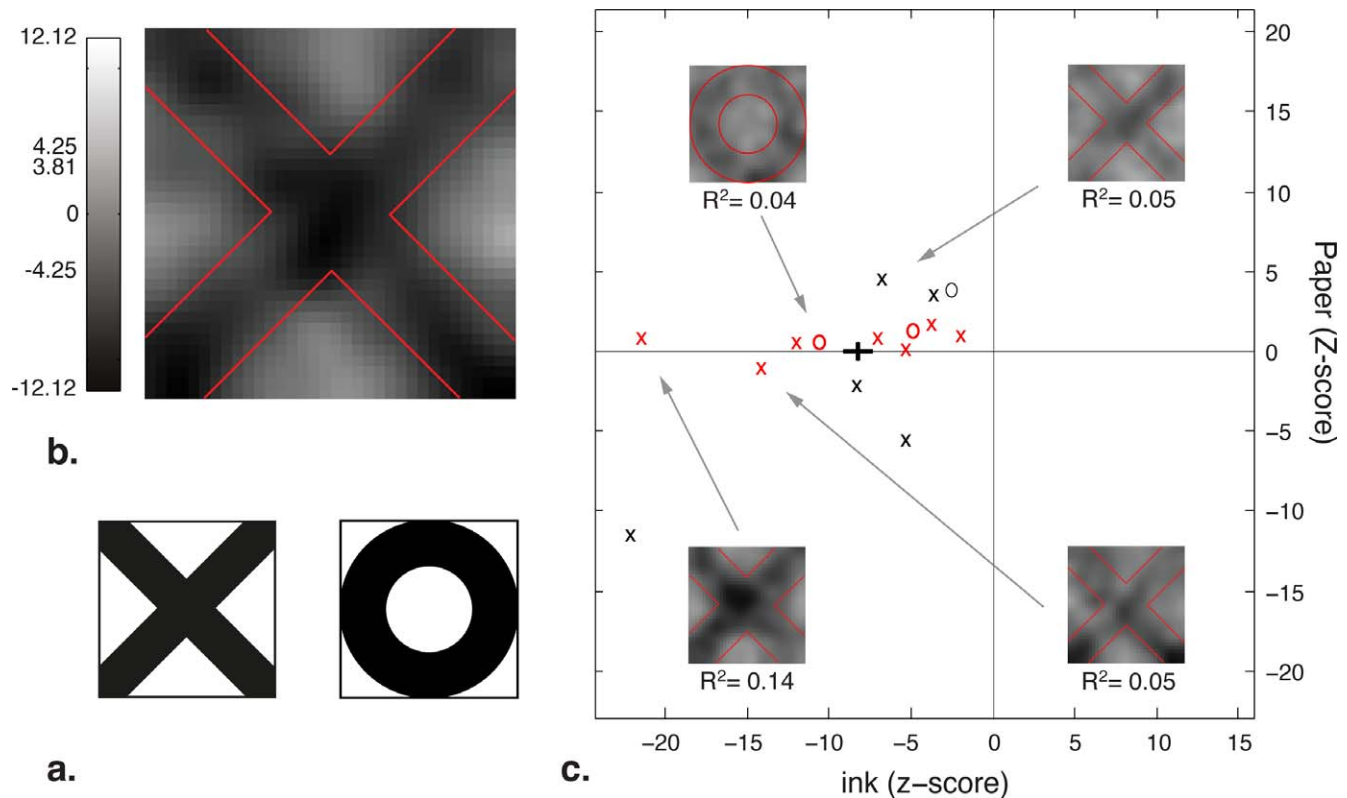 12.12
4.25
3.81
0
-4.25
-12.12
b.
a.
20
15
10
5
0
−5
−10
−15
−20
Paper (Z−score)
R²= 0.04
R²= 0.05
R²= 0.14
R²= 0.05
x
x
O
x
x
O
x
O
x
x
x
x
x
x
x
−20
−15
−10
−5
0
5
10
15
ink (z−score)
c.